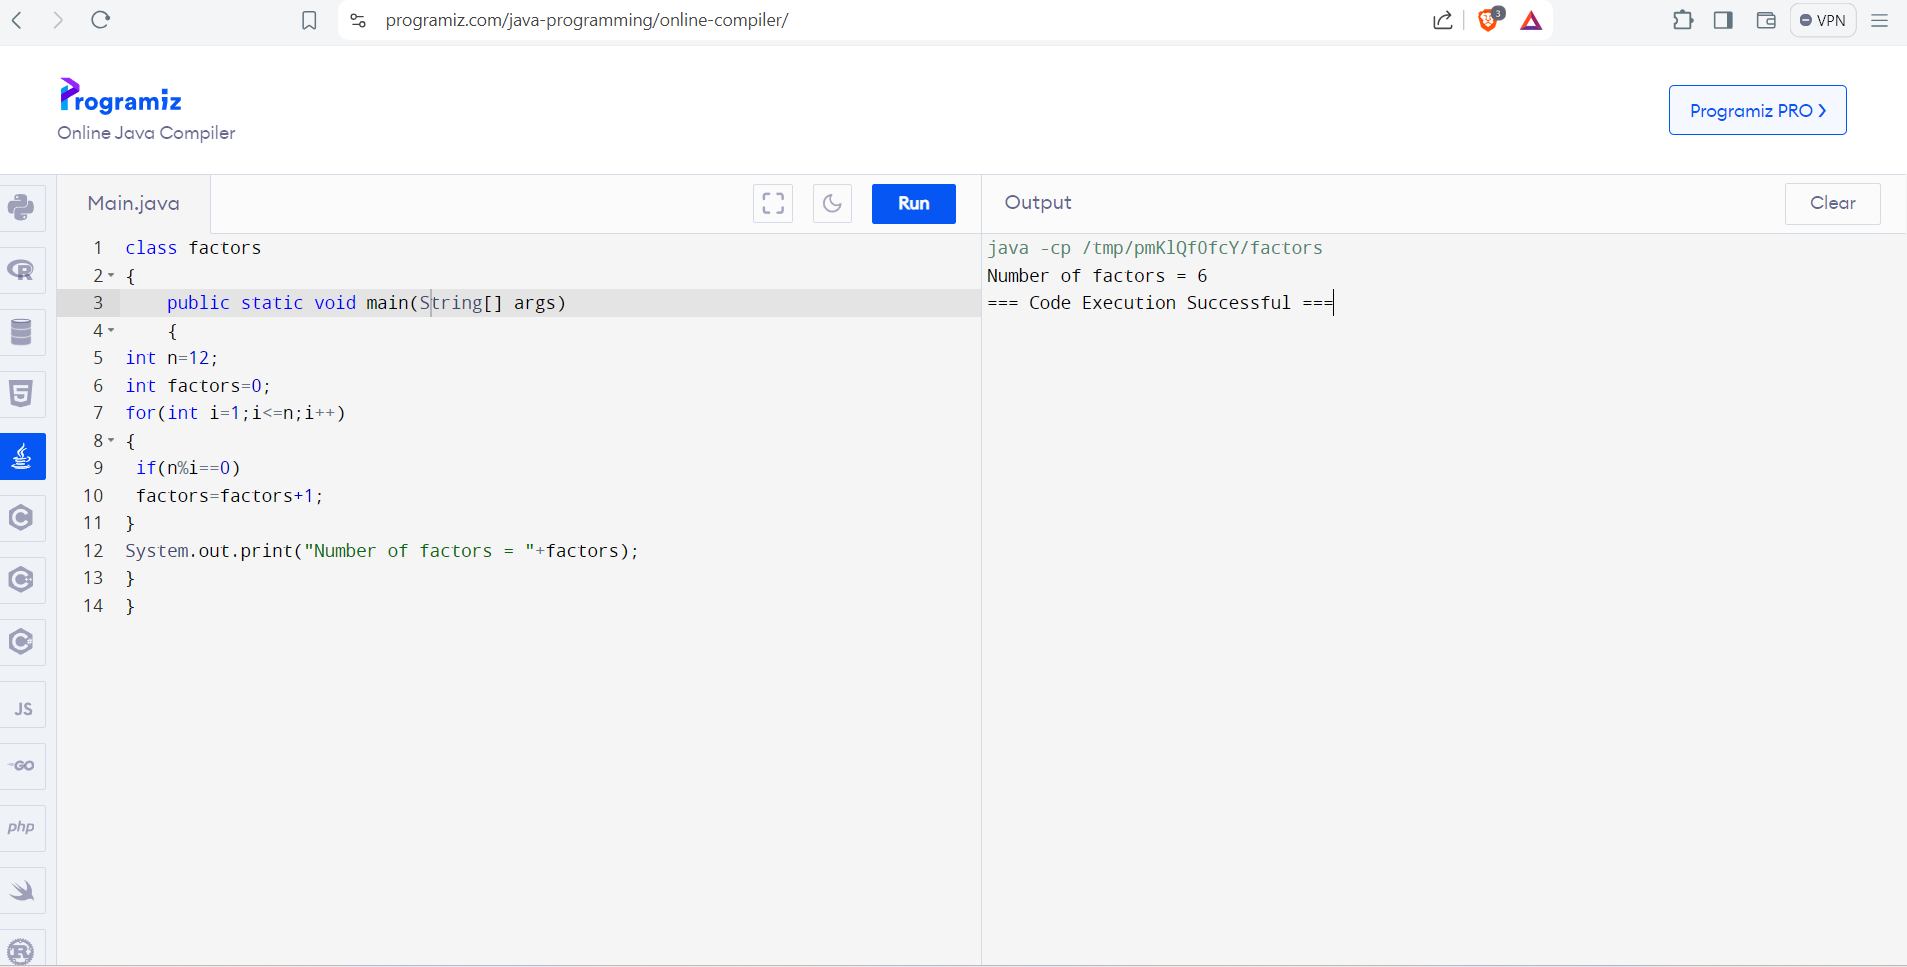 programiz.com/java-programming/online-compiler/
3
VPN
Programiz
Online Java Compiler
Programiz PRO
Main.java
Run
Output
Clear
1 class factors
2 {
3 public static void main(String[] args)
4 {
5 int n=12;
6 int factors=0;
7 for(int i=1;i<=n;i++)
8 {
9 if(n%i==0)
10 factors=factors+1;
11 }
12 System.out.print("Number of factors = "+factors);
13 }
14 }
java -cp /tmp/pmKlQfOfcY/factors
Number of factors = 6
=== Code Execution Successful ===
R
5
C
C
C#
JS
GO
php
R